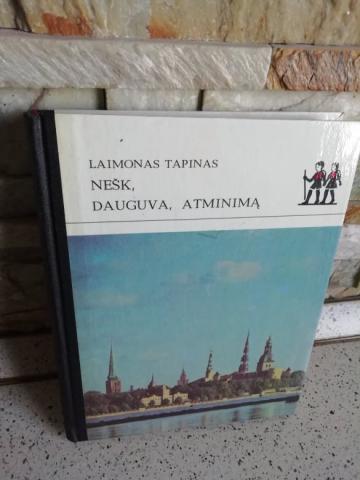 LAIMONAS TAPINAS
NEŠK,
DAUGUVA, ATMINIMĄ